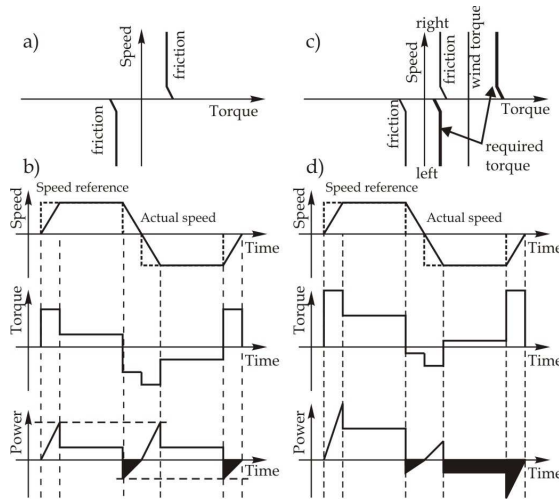 a)
Speed
friction
Torque
friction
c)
right
Speed
friction
wind torque
Torque
friction
required
torque
left
b)
Speed
Speed reference
Actual speed
Time
Torque
Time
Power
Time
d)
Speed
Speed reference
Actual speed
Time
Torque
Time
Power
Time